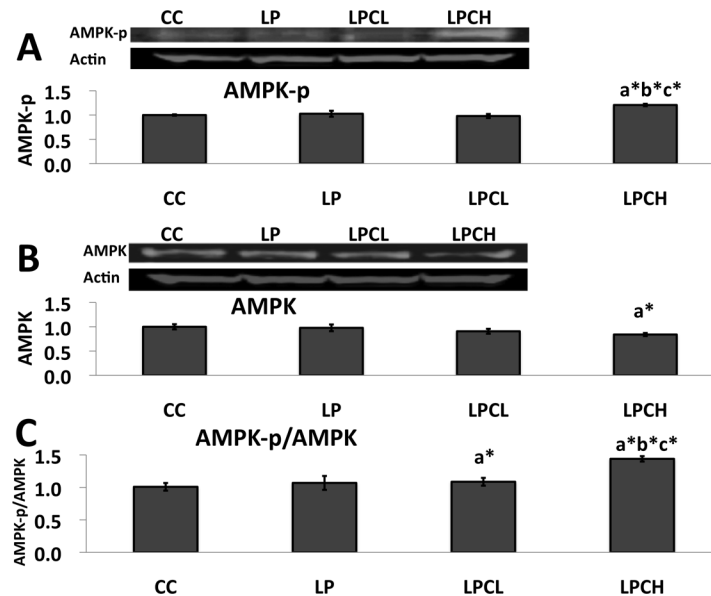 CC LP LPCL LPCH
AMPK-p
Actin
A
AMPK-p
a*b*c*
AMPK-p
1.5
1.0
0.5
0.0
CC LP LPCL LPCH
CC LP LPCL LPCH
AMPK
B
Actin
AMPK
a*
AMPK
1.5
1.0
0.5
0.0
CC LP LPCL LPCH
C
AMPK-p/AMPK
a*
a*b*c*
AMPK-p/AMPK
1.5
1.0
0.5
0.0
CC LP LPCL LPCH